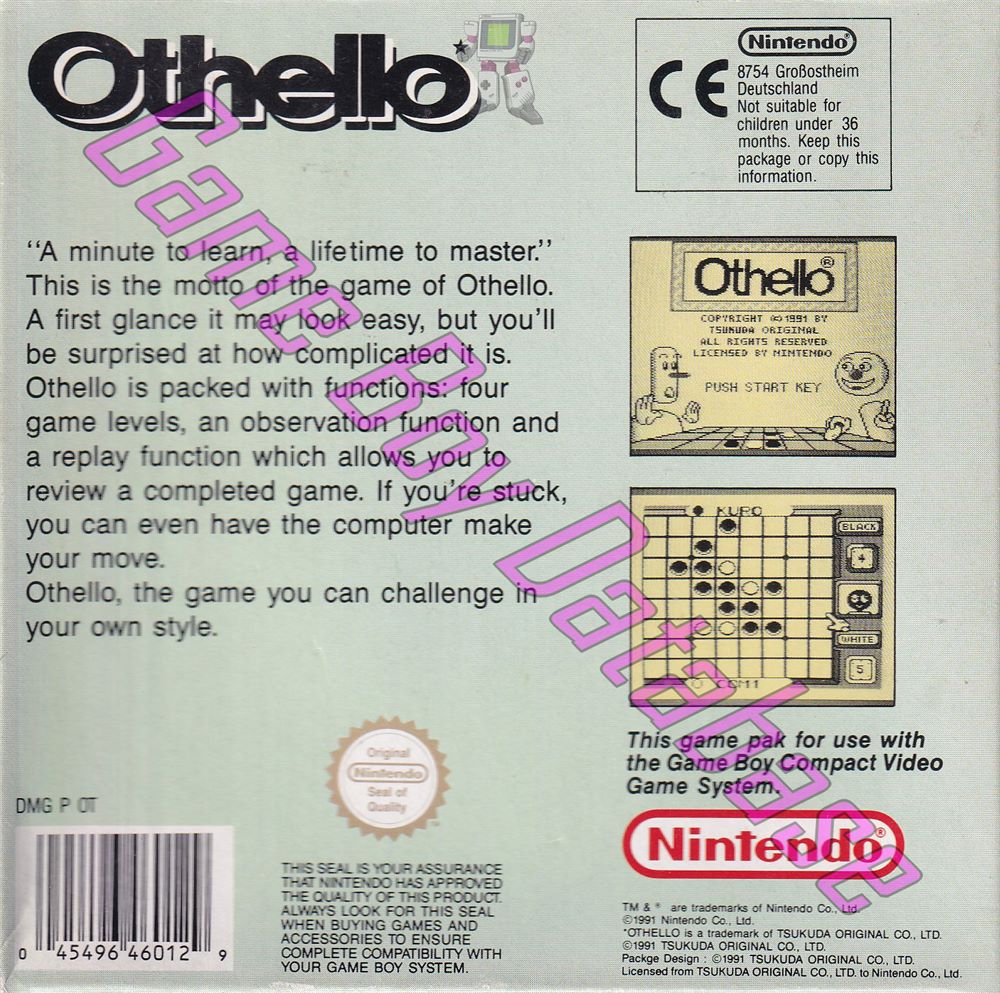 Othello*
Nintendo®
CE
8754 Großostheim
Deutschland
Not suitable for
children under 36
months. Keep this
package or copy this
information.
"A minute to learn, a lifetime to master."
This is the motto of the game of Othello.
A first glance it may look easy, but you'll
be surprised at how complicated it is.
Othello is packed with functions: four
game levels, an observation function and
a replay function which allows you to
review a completed game. If you're stuck,
you can even have the computer make
your move.
Othello, the game you can challenge in
your own style.
Othello®
COPYRIGHT ©1991 BY
TSUKUDA ORIGINAL
ALL RIGHTS RESERVED
LICENSED BY NINTENDO
PUSH START KEY
KURO
BLACK
4
WHITE
5
COM1
This game pak for use with
the Game Boy Compact Video
Game System.
Nintendo®
Original
Nintendo
Seal of
Quality
DMG P OT
0 45496 46012 9
THIS SEAL IS YOUR ASSURANCE
THAT NINTENDO HAS APPROVED
THE QUALITY OF THIS PRODUCT.
ALWAYS LOOK FOR THIS SEAL
WHEN BUYING GAMES AND
ACCESSORIES TO ENSURE
COMPLETE COMPATIBILITY WITH
YOUR GAME BOY SYSTEM.
TM & ® are trademarks of Nintendo Co., Ltd.
©1991 Nintendo Co., Ltd.
*OTHELLO is a trademark of TSUKUDA ORIGINAL CO., LTD.
©1991 TSUKUDA ORIGINAL CO., LTD.
Packge Design : ©1991 TSUKUDA ORIGINAL CO., LTD.
Licensed from TSUKUDA ORIGINAL CO., LTD. to Nintendo Co., Ltd.
Game Boy Database